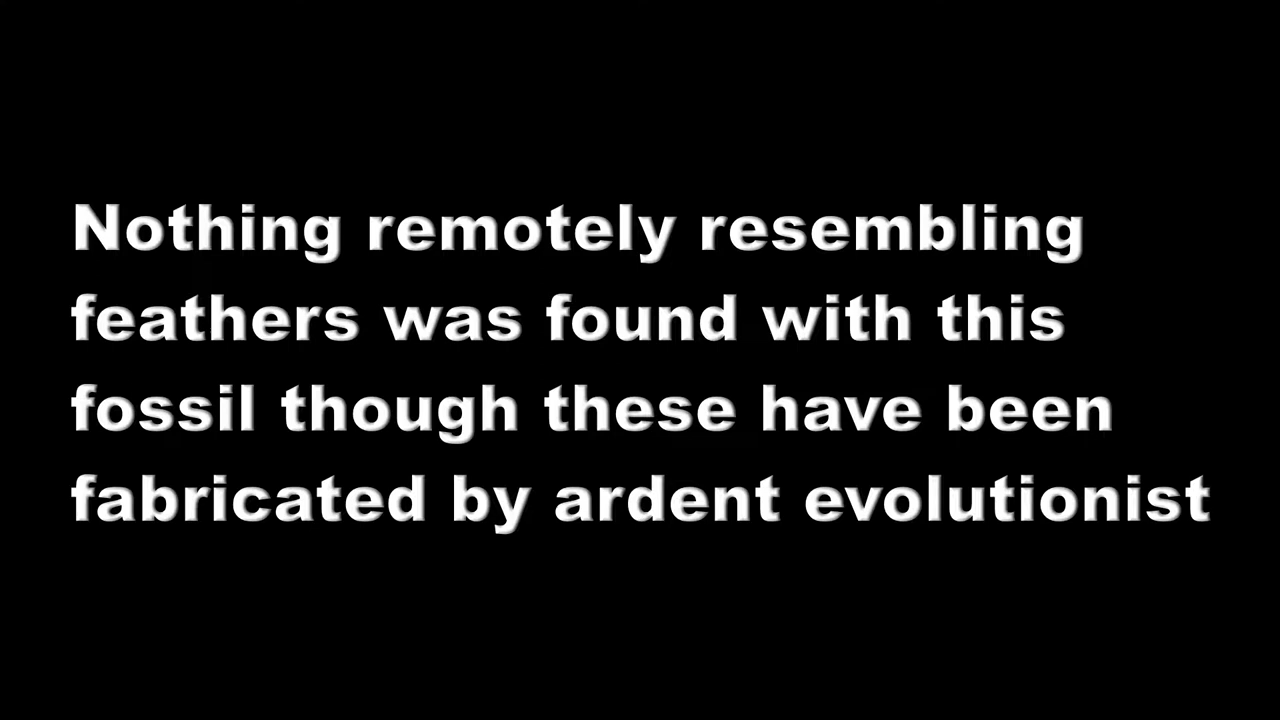 Nothing remotely resembling
feathers was found with this
fossil though these have been
fabricated by ardent evolutionist